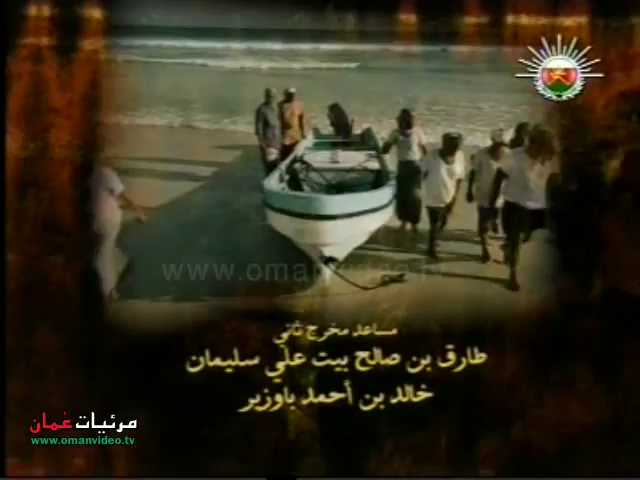 www.omanvideo.tv
مساعد مخرج ثاني
طارق بن صالح بيت علي سليمان
خالد بن أحمد باوزير
مرئيات عُمان
www.omanvideo.tv